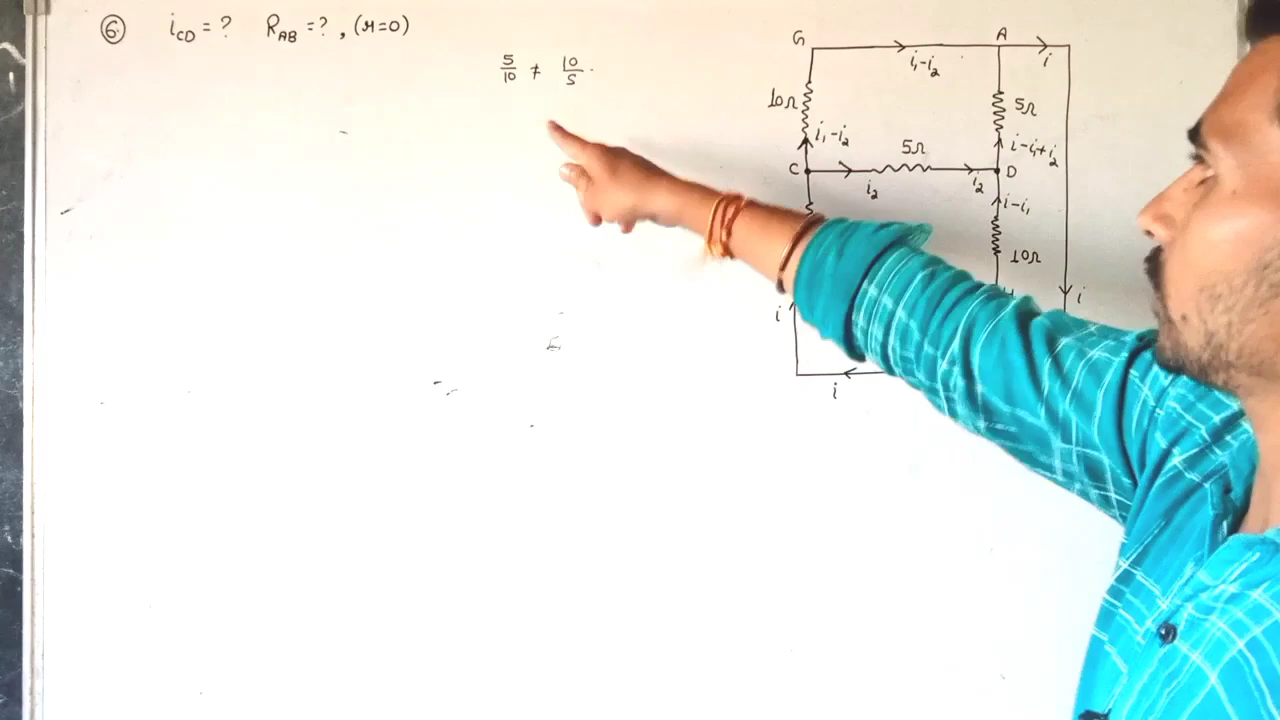 ⑥ i_CD = ? R_AB = ? , (r=0)
5/10 ≠ 10/5
G A
i₁-i₂ i
10Ω 5Ω
i₁-i₂ 5Ω i-i₁+i₂
C D
i₂ i₂
i-i₁
10Ω
i i
i